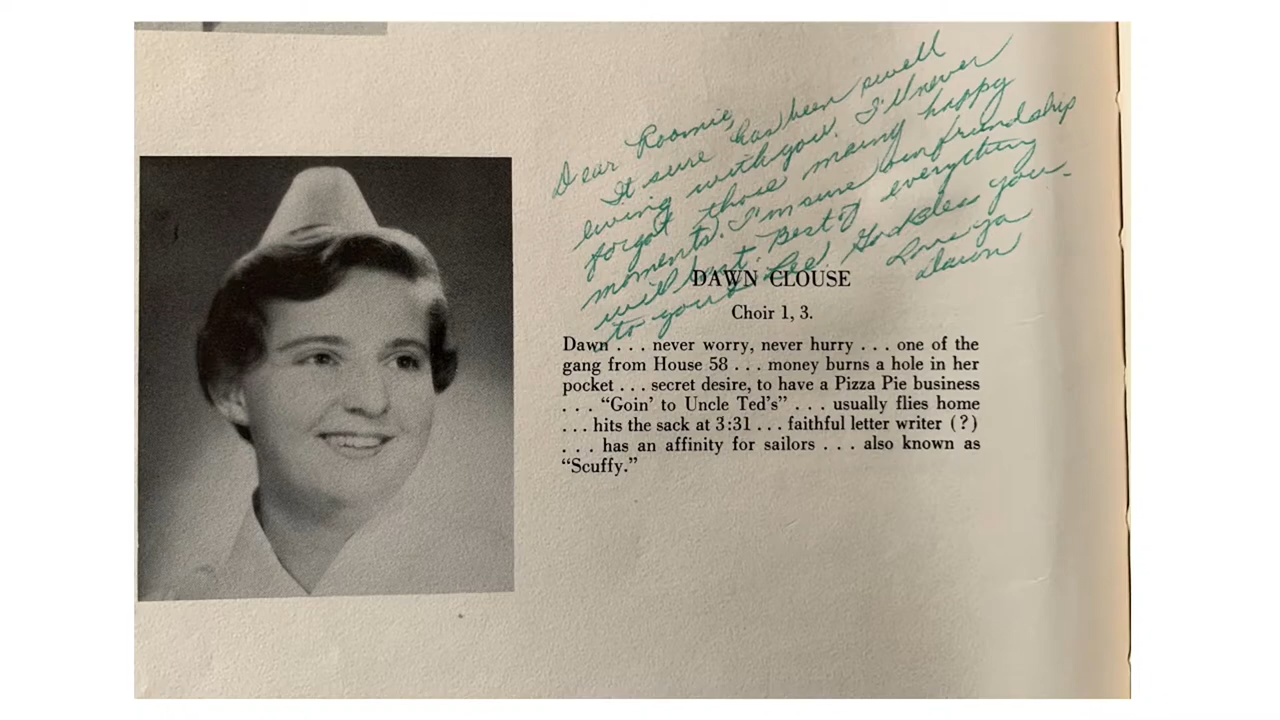 Dear Roomie,
It sure has been swell
living with you. I'll never
forget those many happy
moments. I'm sure our friendship
will last. Best of everything
to you Lee. God Bless you.
Love ya
Dawn
DAWN CLOUSE
Choir 1, 3.
Dawn . . . never worry, never hurry . . . one of the
gang from House 58 . . . money burns a hole in her
pocket . . . secret desire, to have a Pizza Pie business
. . . “Goin’ to Uncle Ted’s” . . . usually flies home
. . . hits the sack at 3:31 . . . faithful letter writer (?)
. . . has an affinity for sailors . . . also known as
“Scuffy.”